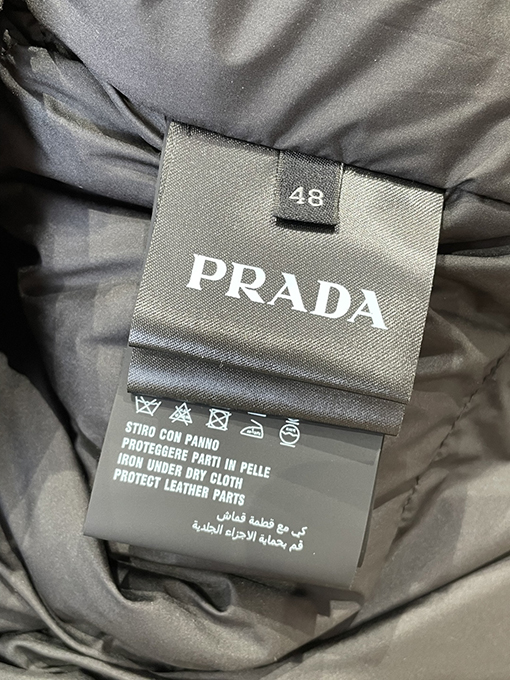 48
PRADA
STIRO CON PANNO
PROTEGGERE PARTI IN PELLE
IRON UNDER DRY CLOTH
PROTECT LEATHER PARTS
كي مع قطعة قماش
قم بحماية الاجزاء الجلدية